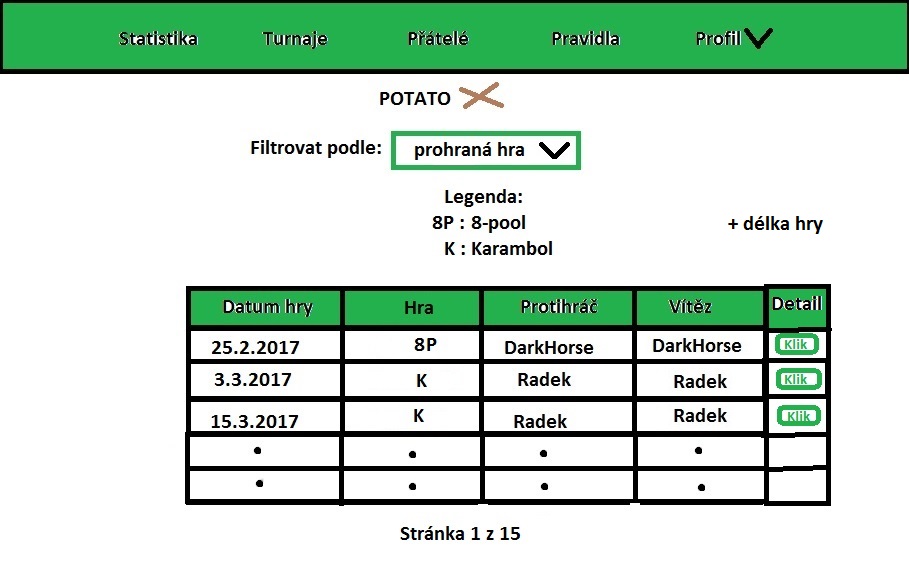 Statistika Turnaje Přátelé Pravidla Profil
POTATO
Filtrovat podle: prohraná hra
Legenda:
8P : 8-pool
+ délka hry
K : Karambol
Datum hry Hra Protihráč Vítěz Detail
25.2.2017 8P DarkHorse DarkHorse Klik
3.3.2017 K Radek Radek Klik
15.3.2017 K Radek Radek Klik
Stránka 1 z 15